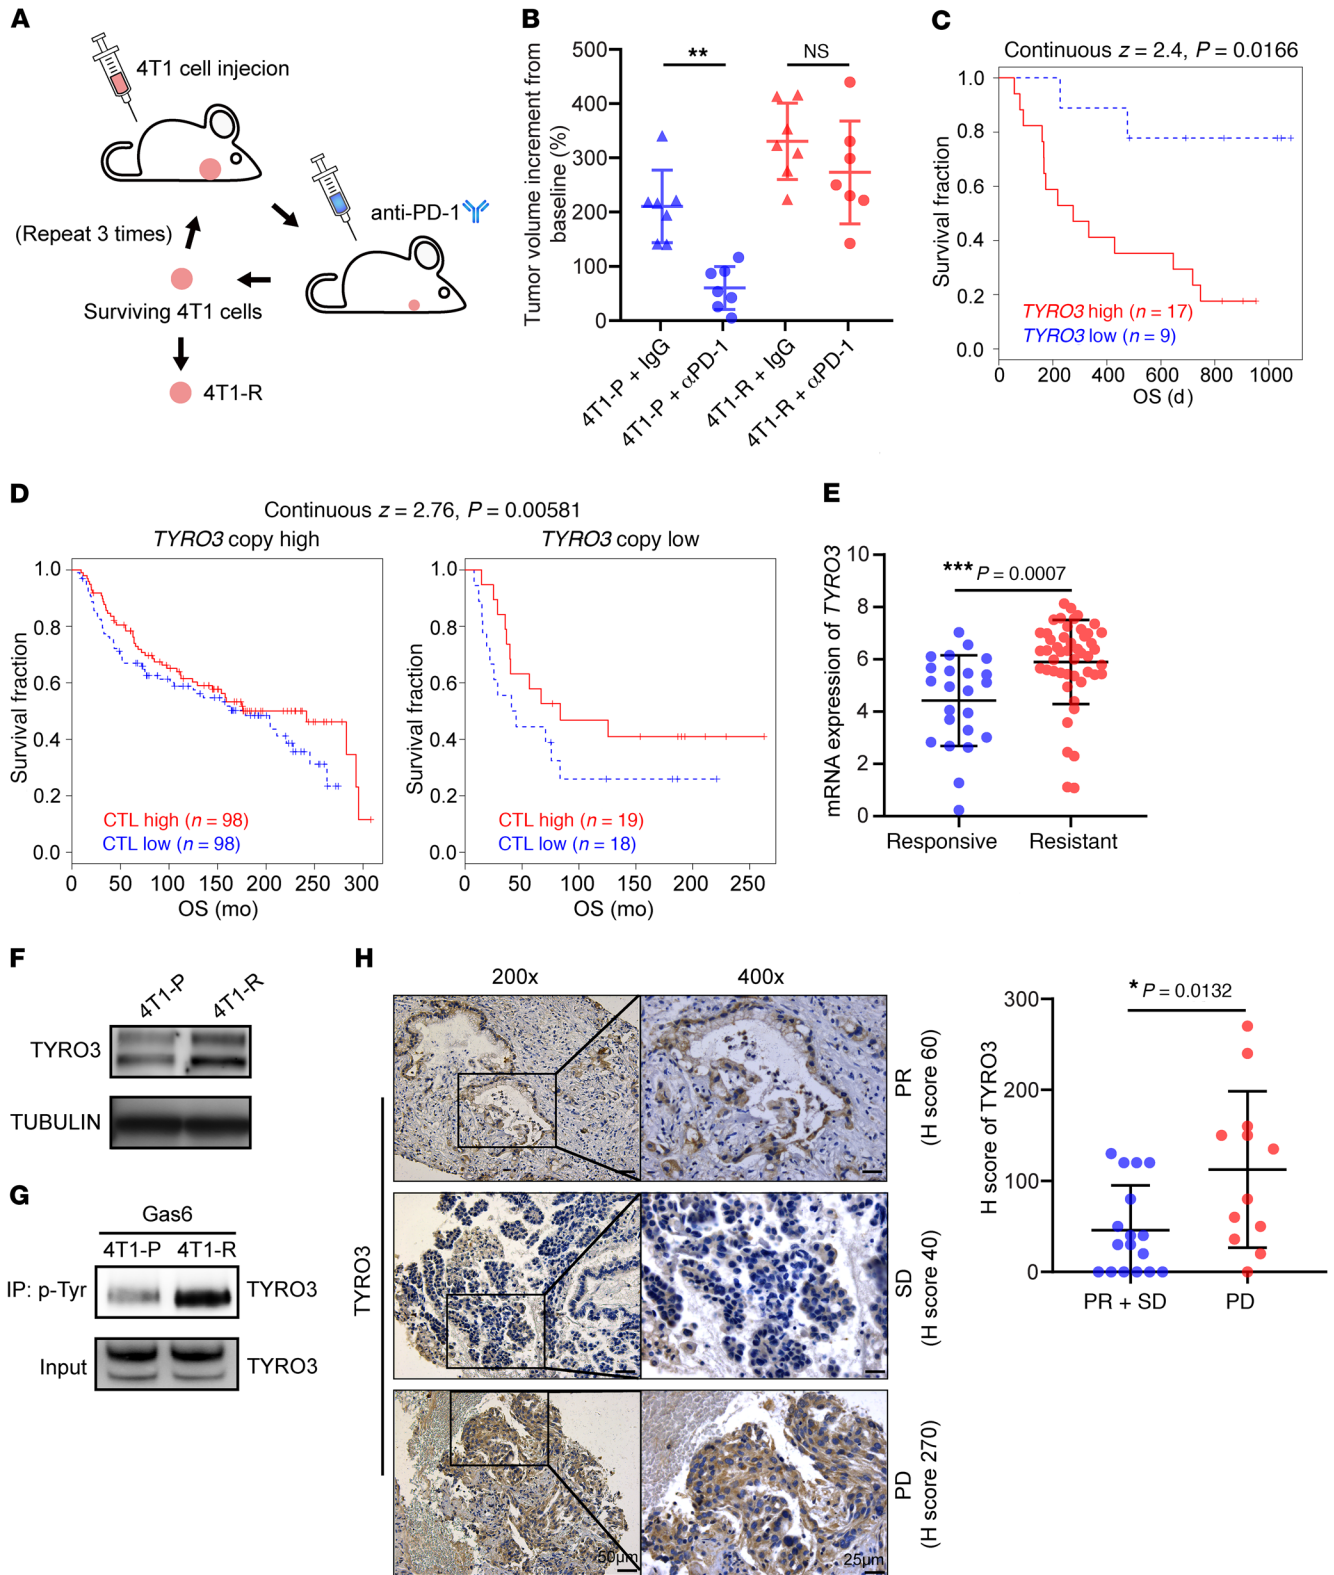 A
4T1 cell injecion
anti-PD-1
(Repeat 3 times)
Surviving 4T1 cells
4T1-R
B
Tumor volume increment from
baseline (%)
500
400
300
200
100
0
**
NS
4T1-P + IgG
4T1-P + αPD-1
4T1-R + IgG
4T1-R + αPD-1
C
Continuous z = 2.4, P = 0.0166
Survival fraction
1.0
0.8
0.6
0.4
0.2
0.0
TYRO3 high (n = 17)
TYRO3 low (n = 9)
0 200 400 600 800 1000
OS (d)
D
Continuous z = 2.76, P = 0.00581
TYRO3 copy high
Survival fraction
1.0
0.8
0.6
0.4
0.2
0.0
CTL high (n = 98)
CTL low (n = 98)
0 50 100 150 200 250 300
OS (mo)
TYRO3 copy low
Survival fraction
1.0
0.8
0.6
0.4
0.2
0.0
CTL high (n = 19)
CTL low (n = 18)
0 50 100 150 200 250
OS (mo)
E
mRNA expression of TYRO3
10
8
6
4
2
0
*** P = 0.0007
Responsive Resistant
F
4T1-P 4T1-R
TYRO3
TUBULIN
G
Gas6
4T1-P 4T1-R
IP: p-Tyr TYRO3
Input TYRO3
H
200x 400x
TYRO3
PR
(H score 60)
SD
(H score 40)
PD
(H score 270)
50μm
25μm
H score of TYRO3
300
200
100
0
* P = 0.0132
PR + SD PD